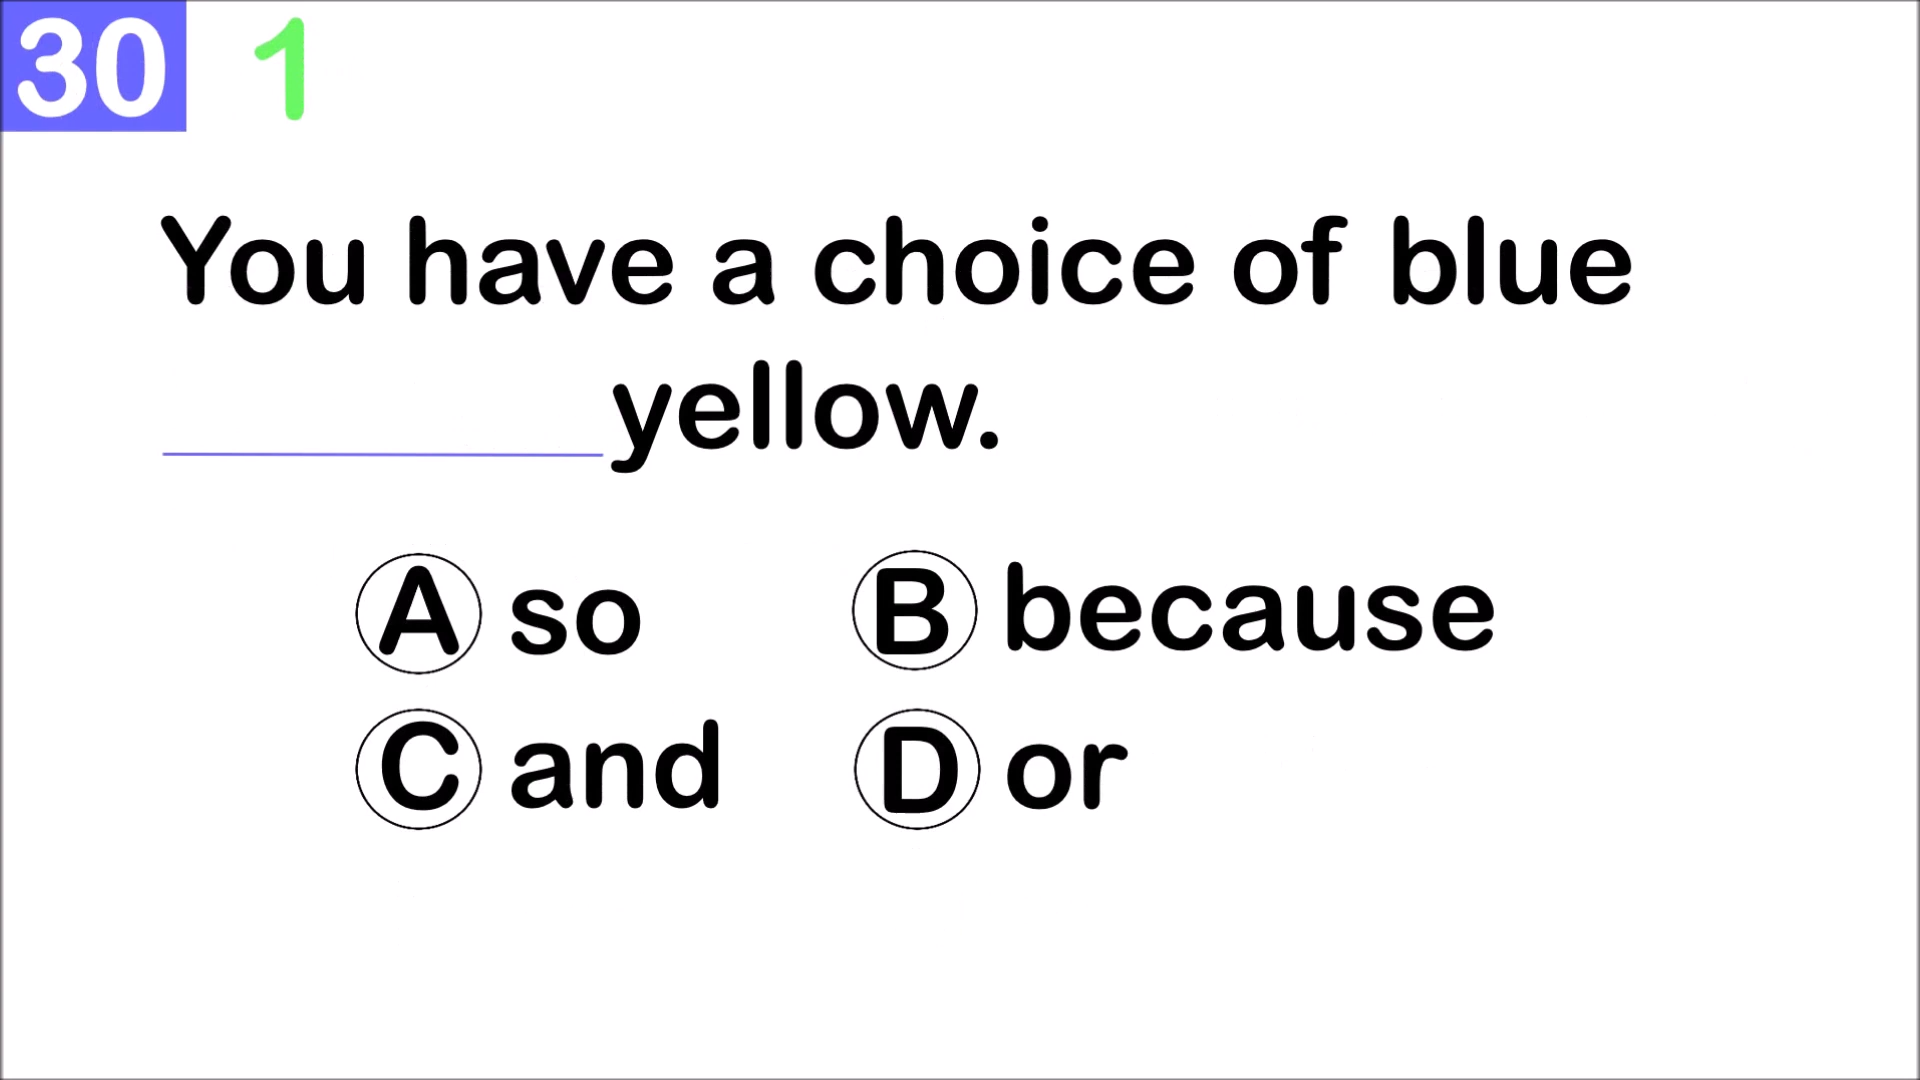 30 1
You have a choice of blue
yellow.
A so B because
C and D or